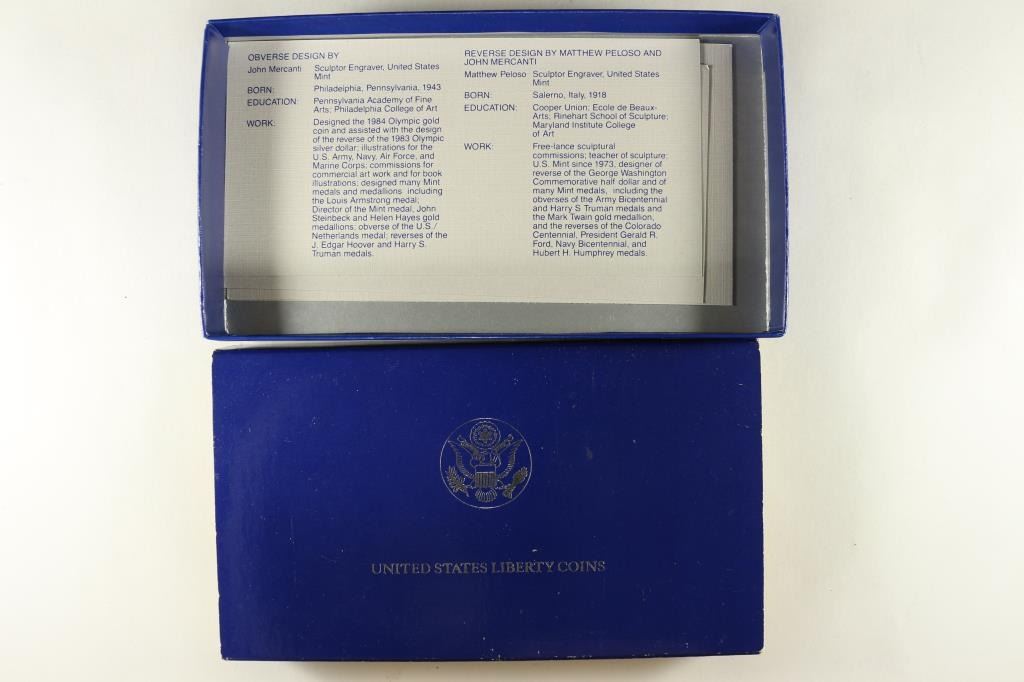 OBVERSE DESIGN BY
John Mercanti Sculptor Engraver, United States
Mint
BORN: Philadelphia, Pennsylvania, 1943
EDUCATION: Pennsylvania Academy of Fine
Arts; Philadelphia College of Art
WORK: Designed the 1984 Olympic gold
coin and assisted with the design
of the reverse of the 1983 Olympic
silver dollar; illustrations for the
U.S. Army, Navy, Air Force, and
Marine Corps; commissions for
commercial art work and for book
illustrations; designed many Mint
medals and medallions including
the Louis Armstrong medal;
Director of the Mint medal, John
Steinbeck and Helen Hayes gold
medallions; obverse of the U.S./
Netherlands medal; reverses of the
J. Edgar Hoover and Harry S.
Truman medals.
REVERSE DESIGN BY MATTHEW PELOSO AND
JOHN MERCANTI
Matthew Peloso Sculptor Engraver, United States
Mint
BORN: Salerno, Italy, 1918
EDUCATION: Cooper Union; Ecole de Beaux-
Arts; Rinehart School of Sculpture;
Maryland Institute College
of Art
WORK: Free-lance sculptural
commissions; teacher of sculpture;
U.S. Mint since 1973, designer of
reverse of the George Washington
Commemorative half dollar and of
many Mint medals, including the
obverses of the Army Bicentennial
and Harry S Truman medals and
the Mark Twain gold medallion,
and the reverses of the Colorado
Centennial, President Gerald R.
Ford, Navy Bicentennial, and
Hubert H. Humphrey medals.
UNITED STATES LIBERTY COINS